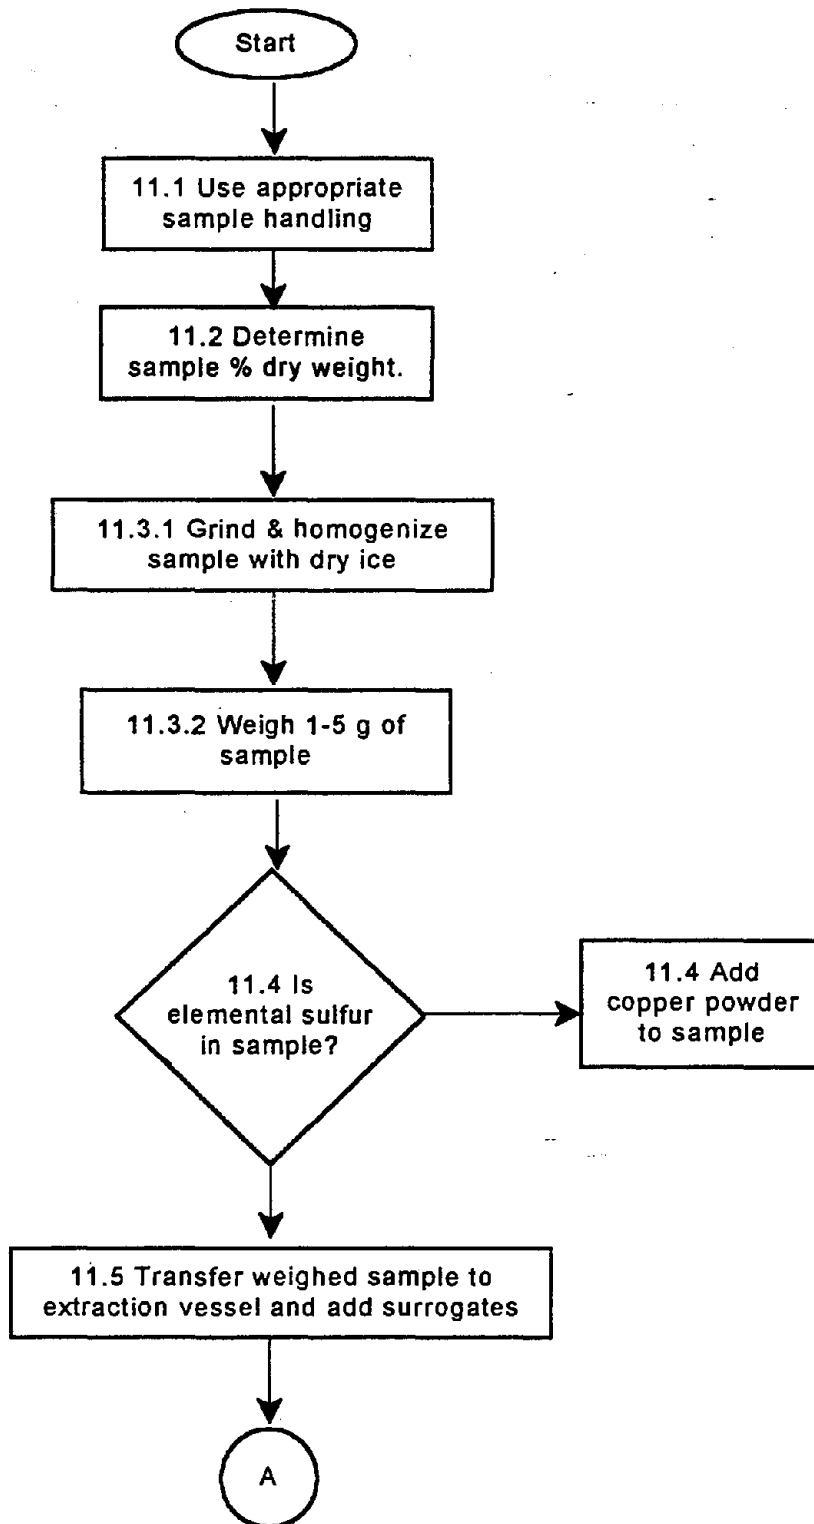 Start
11.1 Use appropriate
sample handling
11.2 Determine
sample % dry weight.
11.3.1 Grind & homogenize
sample with dry ice
11.3.2 Weigh 1-5 g of
sample
11.4 Is
elemental sulfur
in sample?
11.4 Add
copper powder
to sample
11.5 Transfer weighed sample to
extraction vessel and add surrogates
A